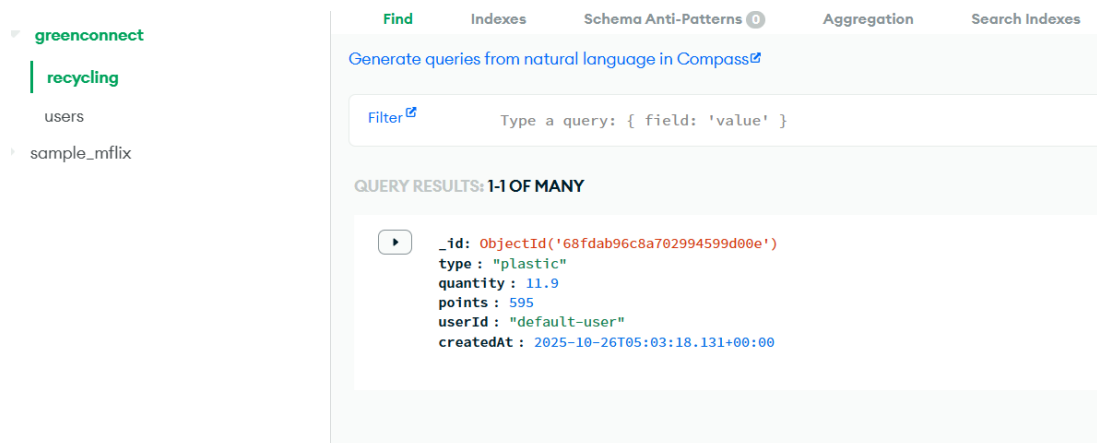 greenconnect
recycling
users
sample_mflix
Find Indexes Schema Anti-Patterns 0 Aggregation Search Indexes
Generate queries from natural language in Compass
Filter Type a query: { field: 'value' }
QUERY RESULTS: 1-1 OF MANY
_id: ObjectId('68fdab96c8a702994599d00e')
type : "plastic"
quantity : 11.9
points : 595
userId : "default-user"
createdAt : 2025-10-26T05:03:18.131+00:00